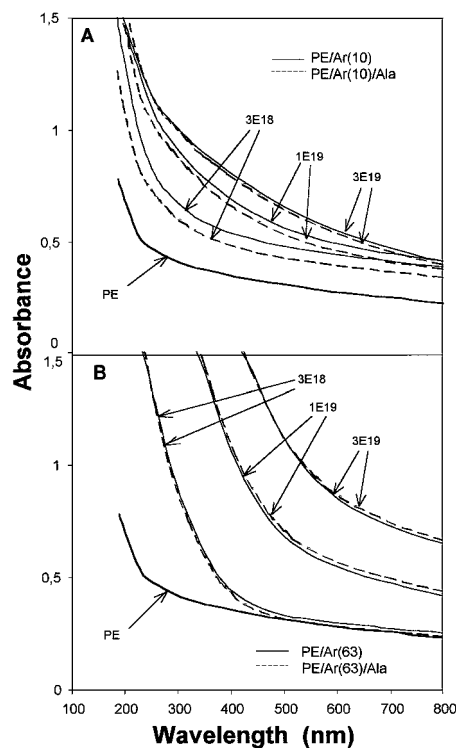 1,5
A
PE/Ar(10)
PE/Ar(10)/Ala
3E18
1E19
3E19
1
0,5
PE
0
Absorbance
B
3E18
1E19
3E19
1
0,5
PE
PE/Ar(63)
PE/Ar(63)/Ala
0
100 200 300 400 500 600 700 800
Wavelength (nm)